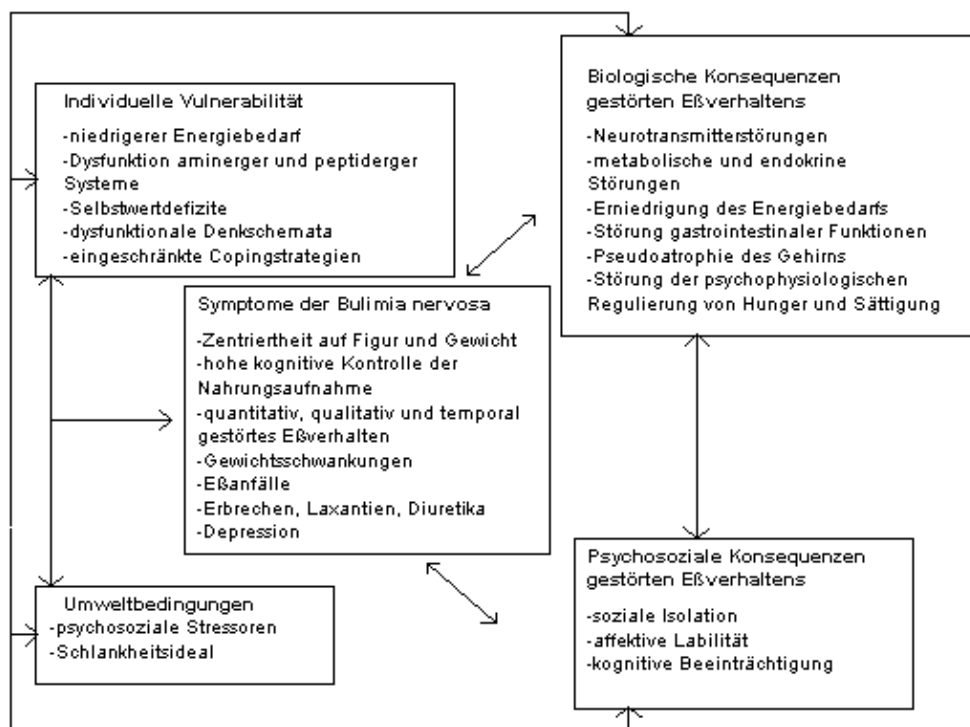 Individuelle Vulnerabilität
-niedrigerer Energiebedarf
-Dysfunktion aminerger und peptiderger
Systeme
-Selbstwertdefizite
-dysfunktionale Denkschemata
-eingeschränkte Copingstrategien
Biologische Konsequenzen
gestörten Eßverhaltens
-Neurotransmitterstörungen
-metabolische und endokrine
Störungen
-Erniedrigung des Energiebedarfs
-Störung gastrointestinaler Funktionen
-Pseudoatrophie des Gehirns
-Störung der psychophysiologischen
Regulierung von Hunger und Sättigung
Symptome der Bulimia nervosa
-Zentriertheit auf Figur und Gewicht
-hohe kognitive Kontrolle der
Nahrungsaufnahme
-quantitativ, qualitativ und temporal
gestörtes Eßverhalten
-Gewichtsschwankungen
-Eßanfälle
-Erbrechen, Laxantien, Diuretika
-Depression
Umweltbedingungen
-psychosoziale Stressoren
-Schlankheitsideal
Psychosoziale Konsequenzen
gestörten Eßverhaltens
-soziale Isolation
-affektive Labilität
-kognitive Beeinträchtigung